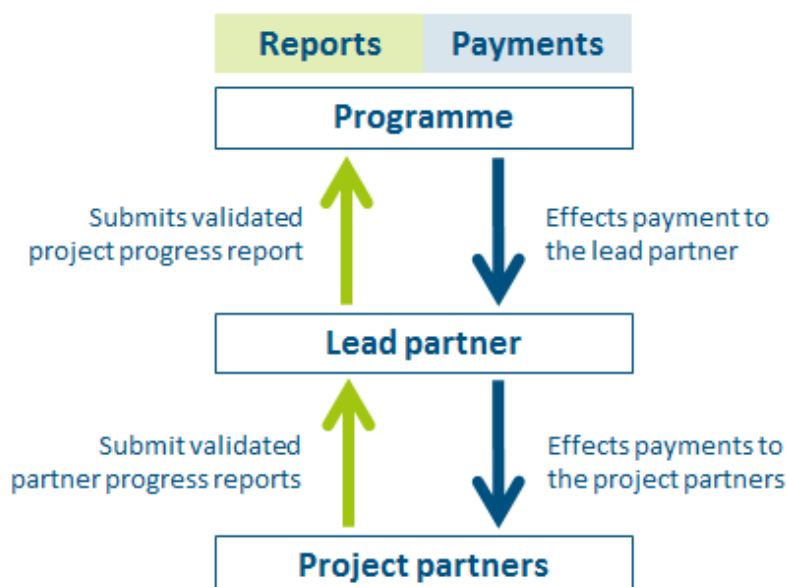 Reports
Payments
Programme
Submits validated
project progress report
Effects payment to
the lead partner
Lead partner
Submit validated
partner progress reports
Effects payments to
the project partners
Project partners